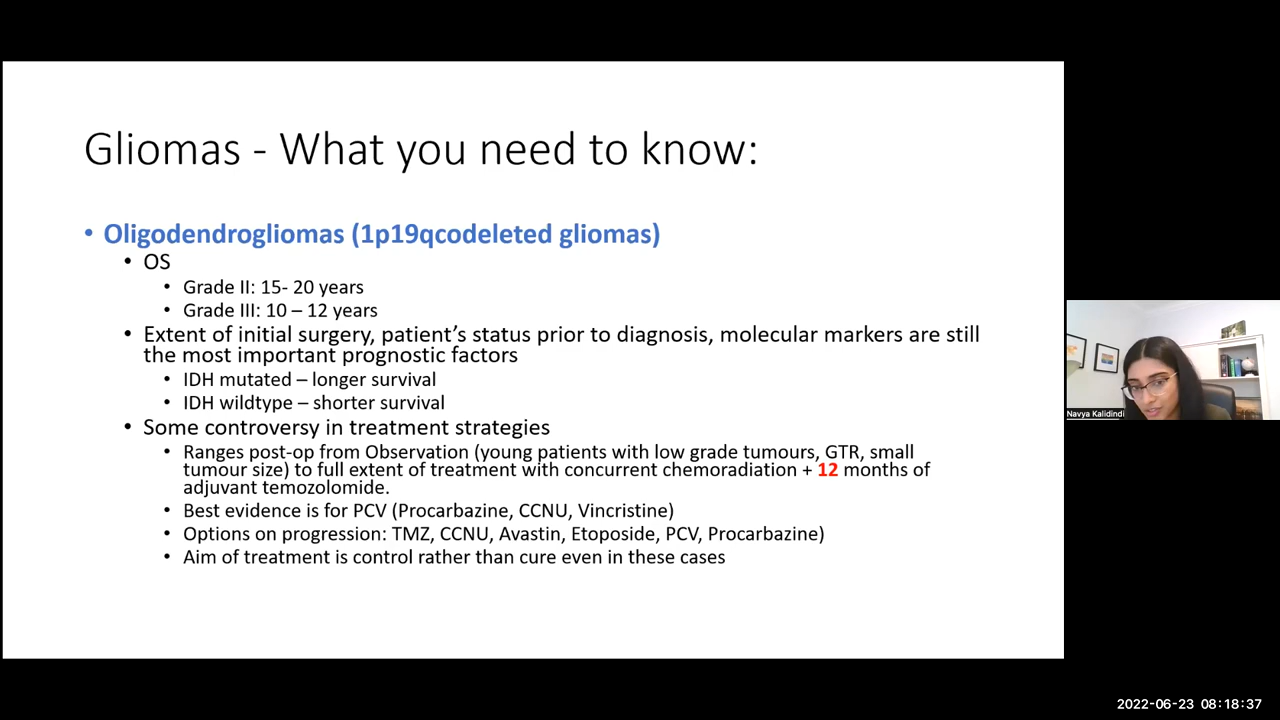 Gliomas - What you need to know:
• Oligodendrogliomas (1p19qcodeleted gliomas)
• OS
• Grade II: 15- 20 years
• Grade III: 10 – 12 years
• Extent of initial surgery, patient's status prior to diagnosis, molecular markers are still
the most important prognostic factors
• IDH mutated – longer survival
• IDH wildtype – shorter survival
• Some controversy in treatment strategies
• Ranges post-op from Observation (young patients with low grade tumours, GTR, small
tumour size) to full extent of treatment with concurrent chemoradiation + 12 months of
adjuvant temozolomide.
• Best evidence is for PCV (Procarbazine, CCNU, Vincristine)
• Options on progression: TMZ, CCNU, Avastin, Etoposide, PCV, Procarbazine)
• Aim of treatment is control rather than cure even in these cases
Navya Kalidindi
2022-06-23 08:18:37